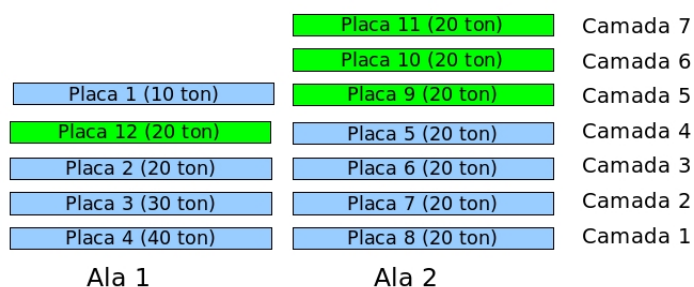 Placa 11 (20 ton) Camada 7
Placa 10 (20 ton) Camada 6
Placa 1 (10 ton) Placa 9 (20 ton) Camada 5
Placa 12 (20 ton) Placa 5 (20 ton) Camada 4
Placa 2 (20 ton) Placa 6 (20 ton) Camada 3
Placa 3 (30 ton) Placa 7 (20 ton) Camada 2
Placa 4 (40 ton) Placa 8 (20 ton) Camada 1
Ala 1 Ala 2